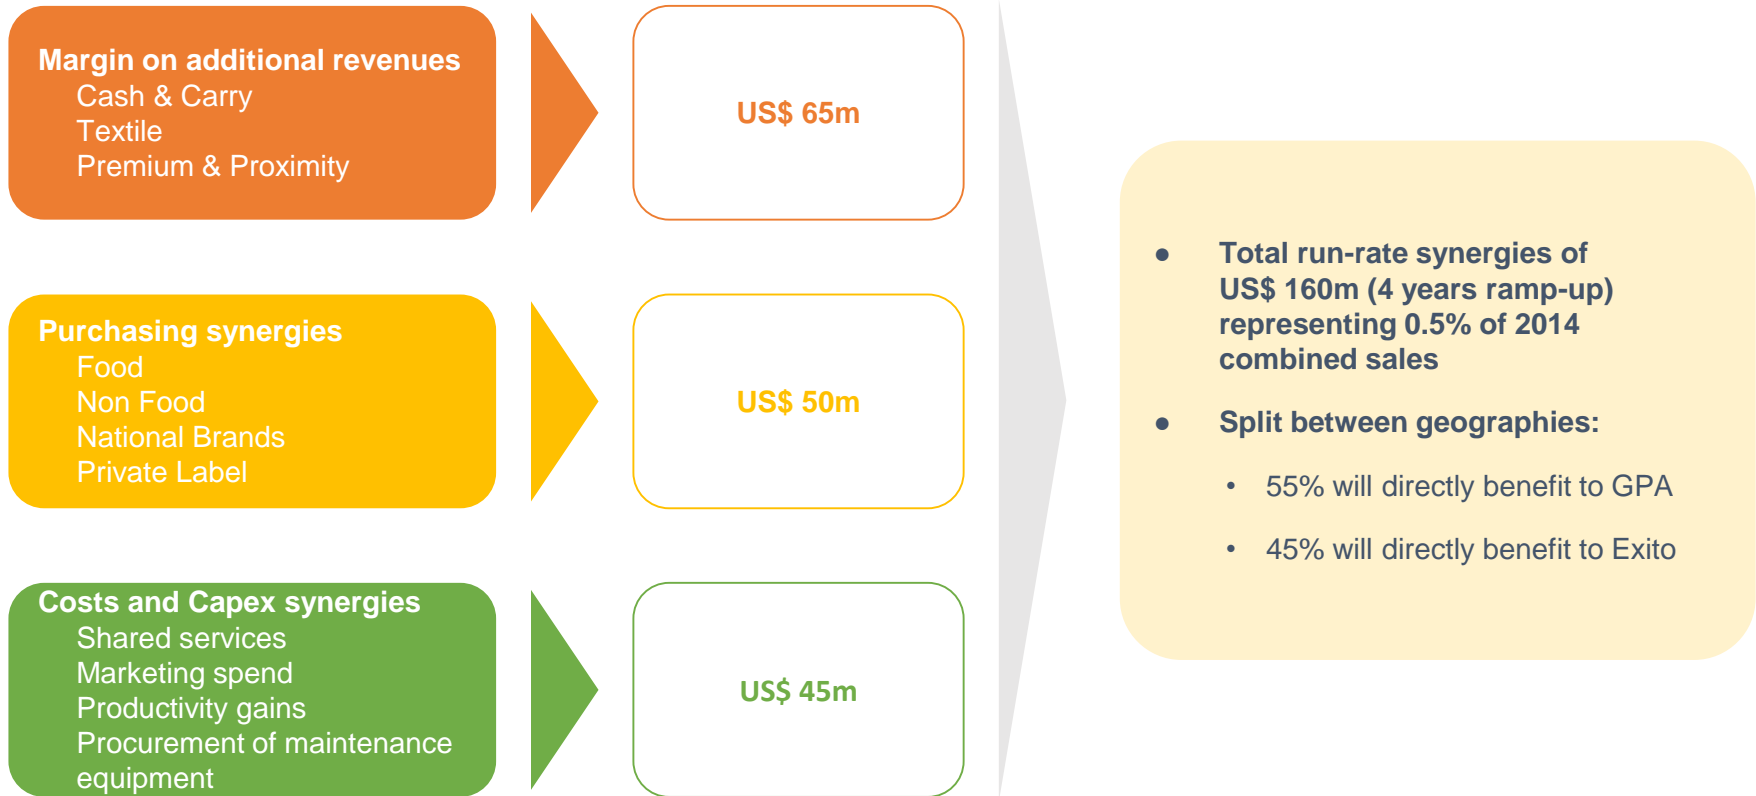 Margin on additional revenues
Cash & Carry
Textile
Premium & Proximity
US$ 65m
Purchasing synergies
Food
Non Food
National Brands
Private Label
US$ 50m
Costs and Capex synergies
Shared services
Marketing spend
Productivity gains
Procurement of maintenance
equipment
US$ 45m
● Total run-rate synergies of
US$ 160m (4 years ramp-up)
representing 0.5% of 2014
combined sales
● Split between geographies:
• 55% will directly benefit to GPA
• 45% will directly benefit to Exito